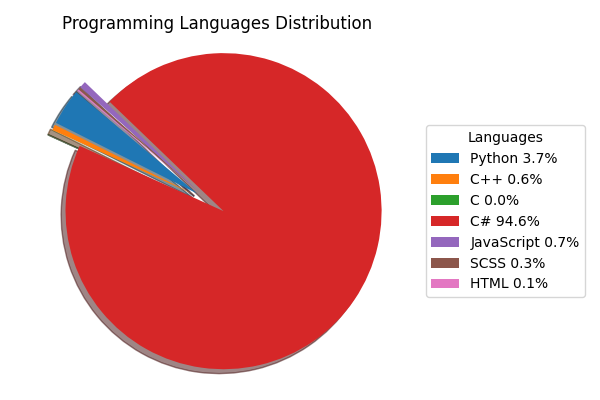 Programming Languages Distribution
Languages
Python 3.7%
C++ 0.6%
C 0.0%
C# 94.6%
JavaScript 0.7%
SCSS 0.3%
HTML 0.1%